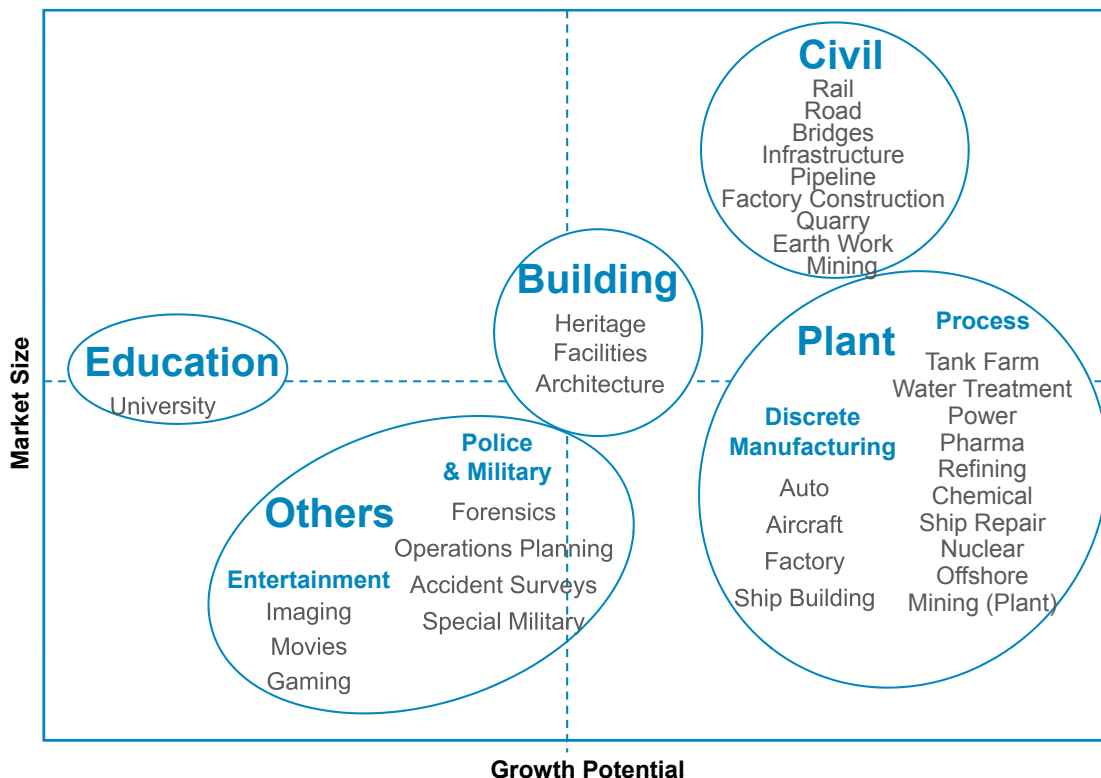 Civil
Rail
Road
Bridges
Infrastructure
Pipeline
Factory Construction
Quarry
Earth Work
Mining
Building
Heritage
Facilities
Architecture
Education
University
Plant
Process
Tank Farm
Water Treatment
Power
Pharma
Refining
Chemical
Ship Repair
Nuclear
Offshore
Mining (Plant)
Discrete
Manufacturing
Auto
Aircraft
Factory
Ship Building
Others
Police
& Military
Forensics
Operations Planning
Accident Surveys
Special Military
Entertainment
Imaging
Movies
Gaming
Market Size
Growth Potential